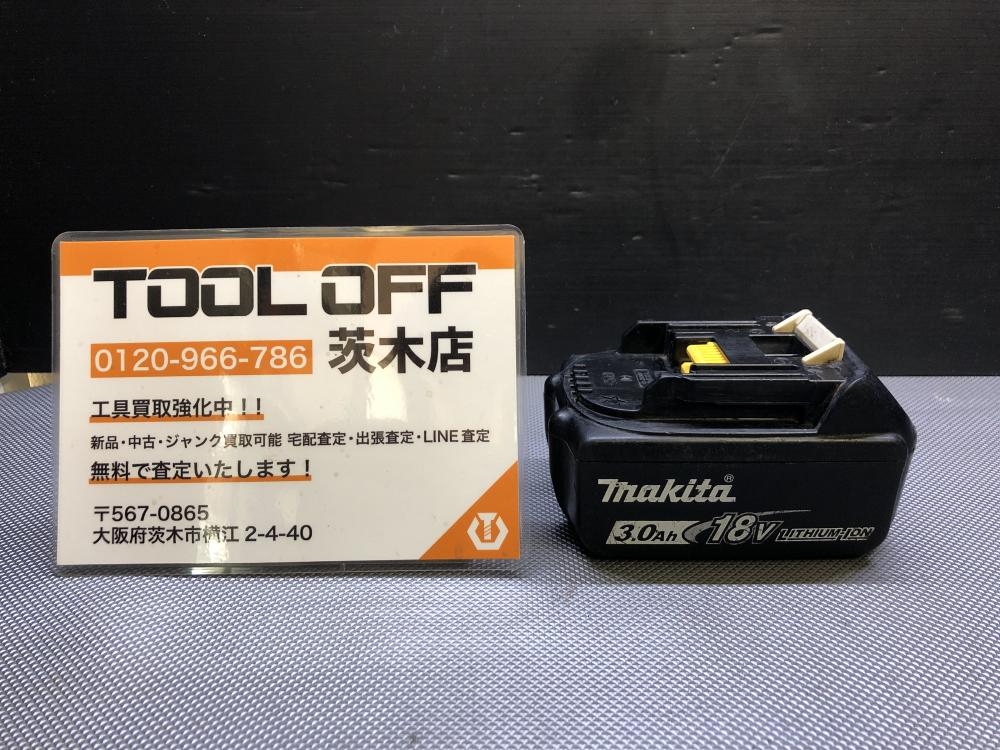 TOOL OFF
0120-966-786 茨木店
工具買取強化中!!
新品・中古・ジャンク買取可能 宅配査定・出張査定・LINE査定
無料で査定いたします!
〒567-0865
大阪府茨木市横江 2-4-40
makita®
3.0Ah 18V LITHIUM-ION